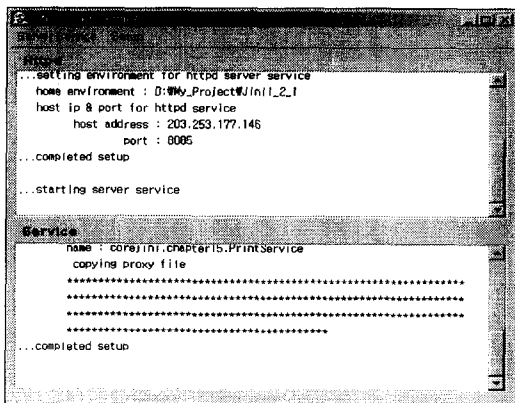 Httpd
...setting environment for httpd server service
home environment : D:₩My_Project₩Jini1_2_1
host ip & port for httpd service
host address : 203.253.177.146
port : 8085
...completed setup
...starting server service
Service
name : corejini.chapter15.PrintService
copying proxy file
******************************************************************
******************************************************************
******************************************************************
*******************************************
...completed setup